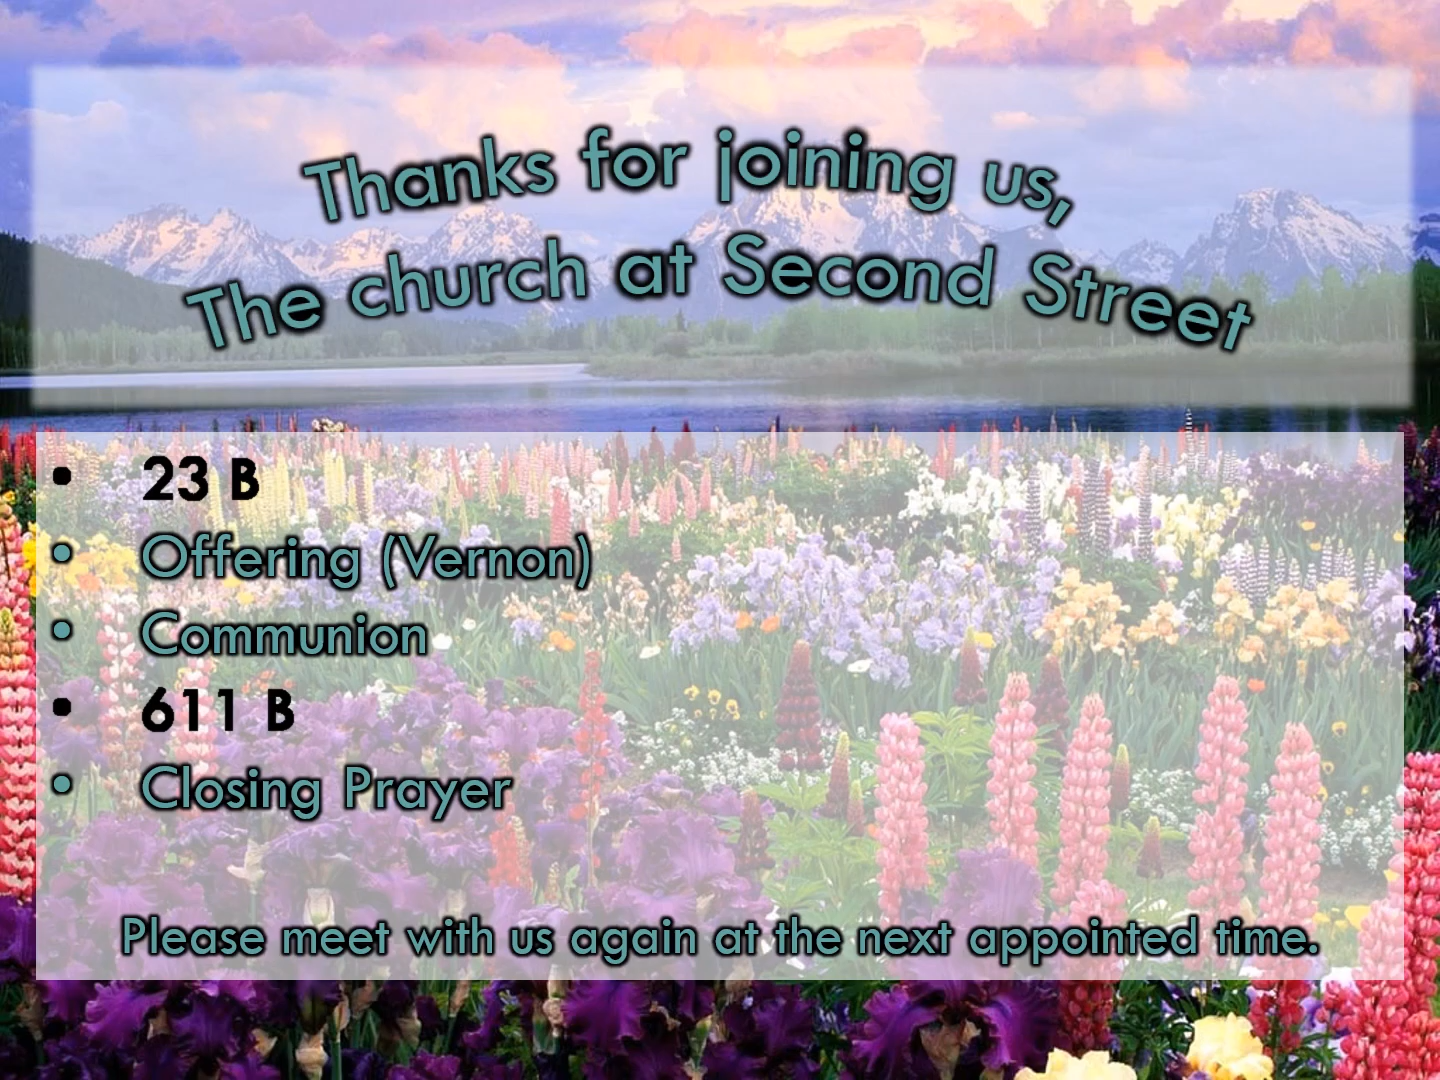 Thanks for joining us,
The church at Second Street
• 23 B
• Offering (Vernon)
• Communion
• 611 B
• Closing Prayer
Please meet with us again at the next appointed time.